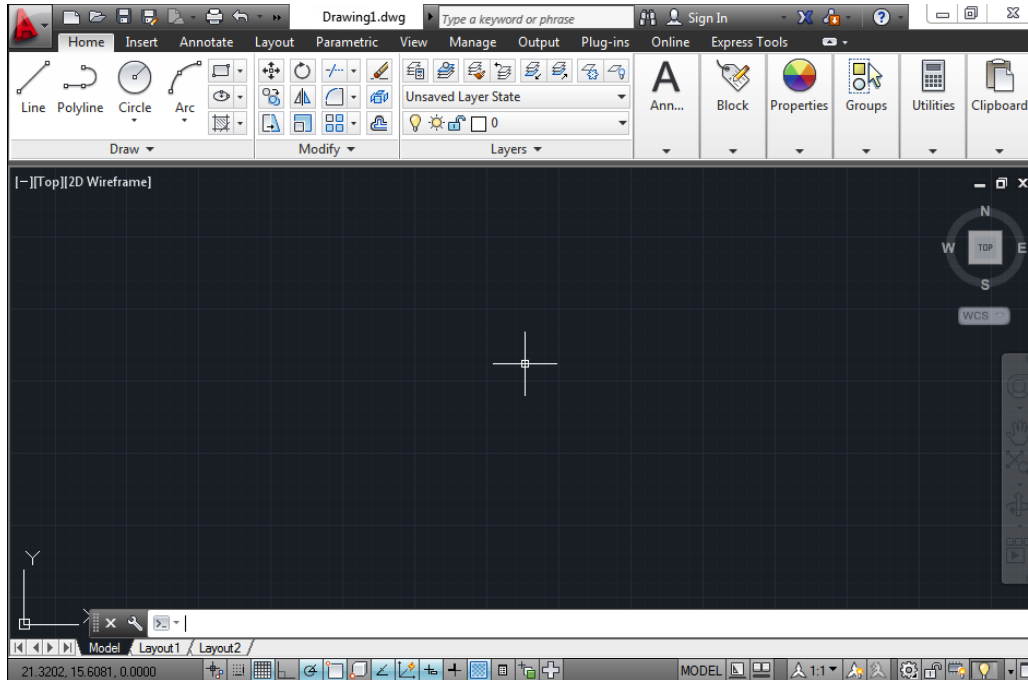 Drawing1.dwg Type a keyword or phrase Sign In
Home Insert Annotate Layout Parametric View Manage Output Plug-ins Online Express Tools
Unsaved Layer State
0
Line Polyline Circle Arc Ann... Block Properties Groups Utilities Clipboard
Draw Modify Layers
[−][Top][2D Wireframe]
N
W TOP E
S
WCS
Y
X
Model Layout1 Layout2
21.3202, 15.6081, 0.0000 MODEL 1:1